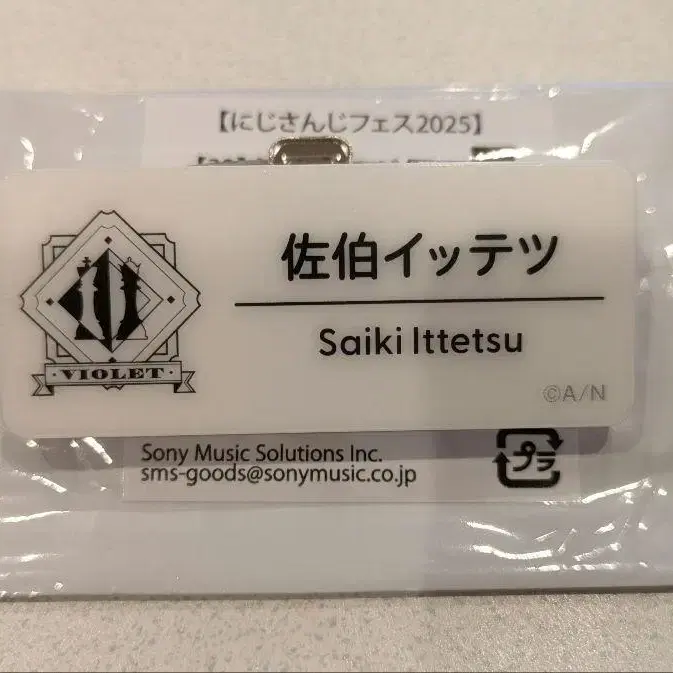 【にじさんじフェス2025】
佐伯イッテツ
Saiki Ittetsu
・VIOLET・
©A/N
Sony Music Solutions Inc.
sms-goods@sonymusic.co.jp
プラ